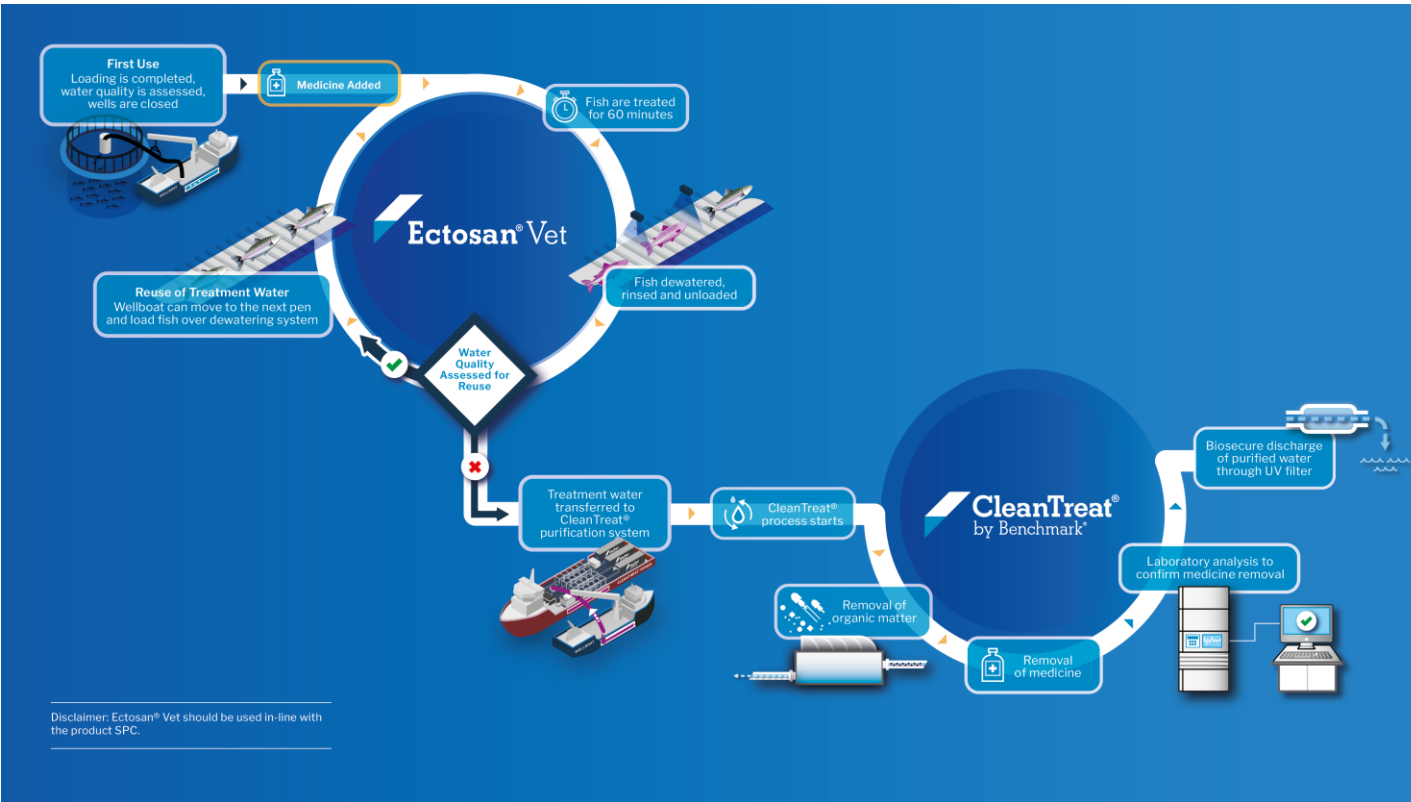 First Use
Loading is completed,
water quality is assessed,
wells are closed
Medicine Added
Fish are treated
for 60 minutes
Ectosan® Vet
Fish dewatered,
rinsed and unloaded
Reuse of Treatment Water
Wellboat can move to the next pen
and load fish over dewatering system
Water
Quality
Assessed for
Reuse
Treatment water
transferred to
CleanTreat®
purification system
CleanTreat®
process starts
CleanTreat®
by Benchmark®
Removal of
organic matter
Removal
of medicine
Laboratory analysis to
confirm medicine removal
Biosecure discharge
of purified water
through UV filter
WELLBOAT
WELLBOAT
Disclaimer: Ectosan® Vet should be used in-line with
the product SPC.